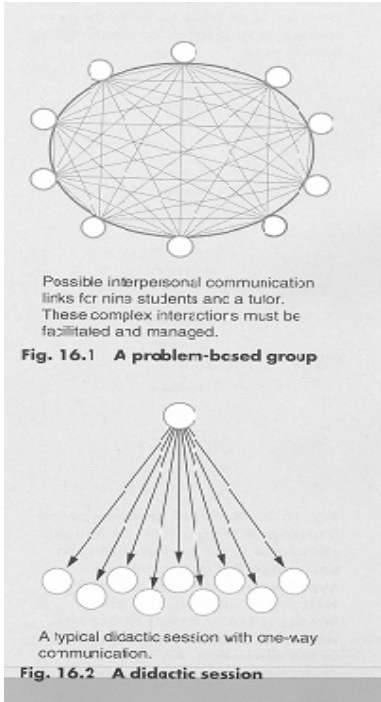 Possible interpersonal communication
links for nine students and a tutor.
These complex interactions must be
facilitated and managed.
Fig. 16.1 A problem-based group
A typical didactic session with one-way
communication.
Fig. 16.2 A didactic session